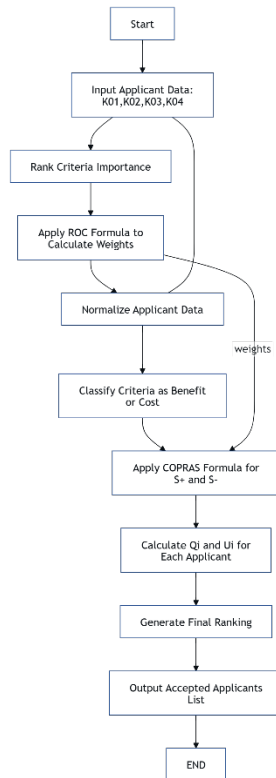 Start
Input Applicant Data:
K01,K02,K03,K04
Rank Criteria Importance
Apply ROC Formula to
Calculate Weights
Normalize Applicant Data
weights
Classify Criteria as Benefit
or Cost
Apply COPRAS Formula for
S+ and S-
Calculate Qi and Ui for
Each Applicant
Generate Final Ranking
Output Accepted Applicants
List
END